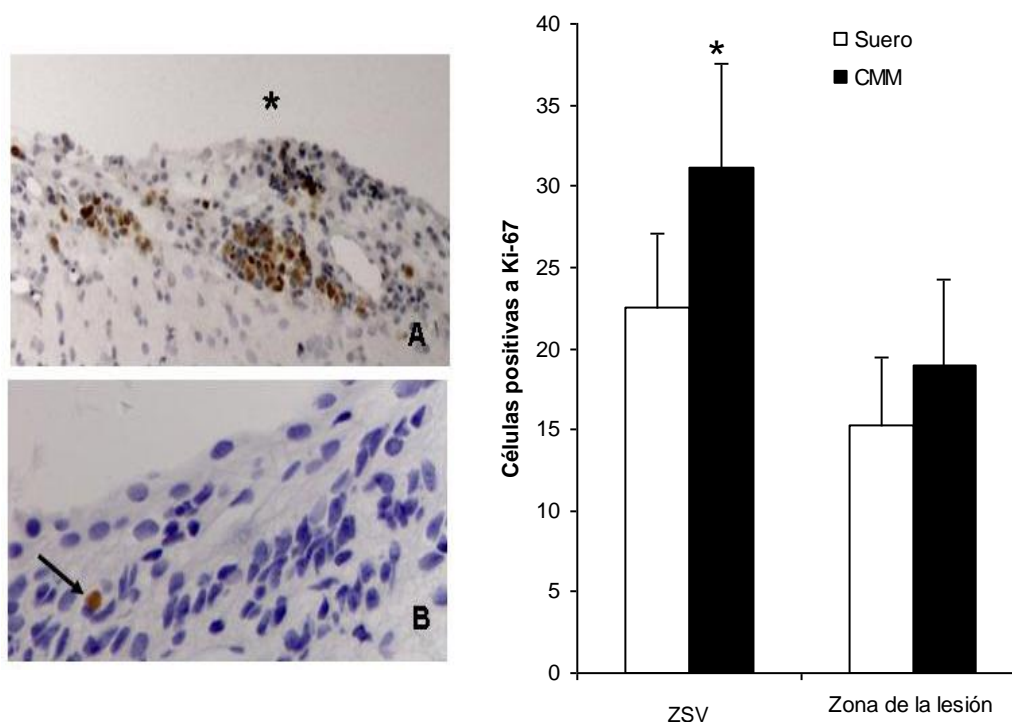 *
A
B
Células positivas a Ki-67
40
35
30
25
20
15
10
5
0
*
Suero
CMM
ZSV
Zona de la lesión